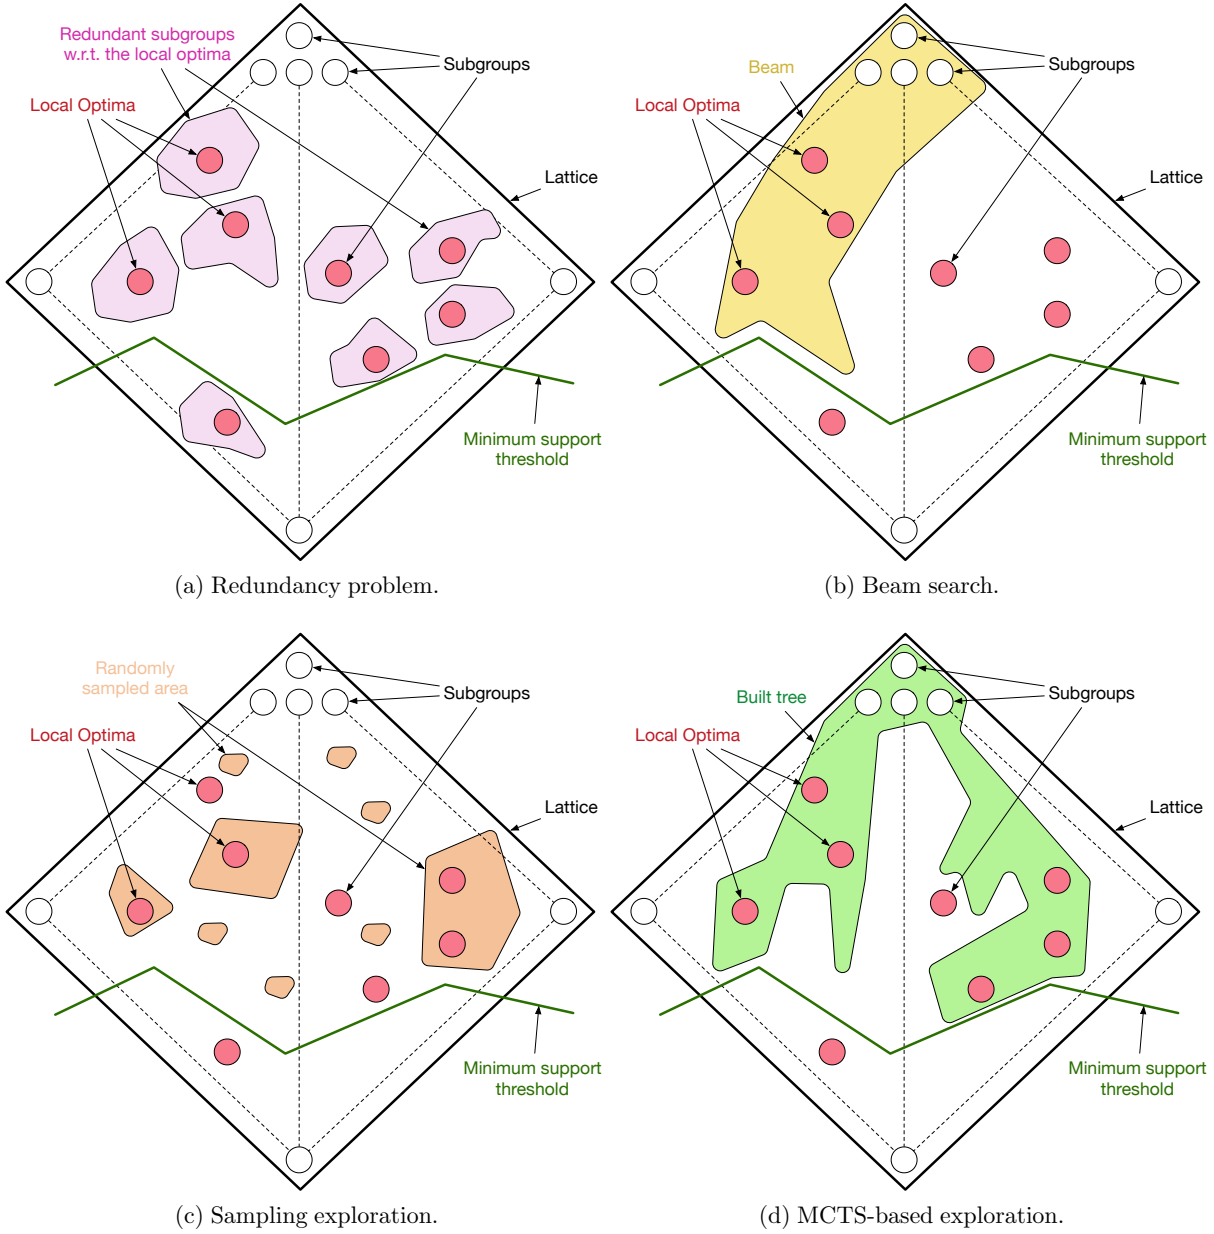 Redundant subgroups
w.r.t. the local optima
Subgroups
Local Optima
Lattice
Minimum support
threshold
(a) Redundancy problem.
Beam
Subgroups
Local Optima
Lattice
Minimum support
threshold
(b) Beam search.
Randomly
sampled area
Subgroups
Local Optima
Lattice
Minimum support
threshold
(c) Sampling exploration.
Built tree
Subgroups
Local Optima
Lattice
Minimum support
threshold
(d) MCTS-based exploration.